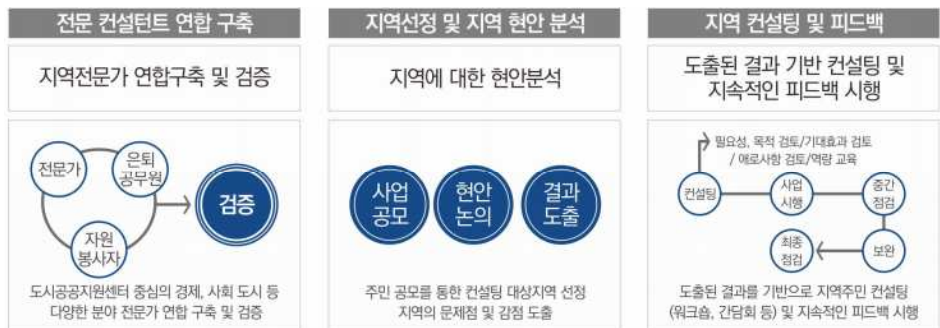 전문 컨설턴트 연합 구축
지역전문가 연합구축 및 검증
전문가
은퇴
공무원
자원
봉사자
검증
도시공공지원센터 중심의 경제, 사회 도시 등
다양한 분야 전문가 연합 구축 및 검증
지역선정 및 지역 현안 분석
지역에 대한 현안분석
사업
공모
현안
논의
결과
도출
주민 공모를 통한 컨설팅 대상지역 선정
지역의 문제점 및 감점 도출
지역 컨설팅 및 피드백
도출된 결과 기반 컨설팅 및
지속적인 피드백 시행
필요성, 목적 검토/기대효과 검토
/ 애로사항 검토/역량 교육
컨설팅
사업
시행
중간
점검
보완
최종
점검
도출된 결과를 기반으로 지역주민 컨설팅
(워크숍, 간담회 등) 및 지속적인 피드백 시행